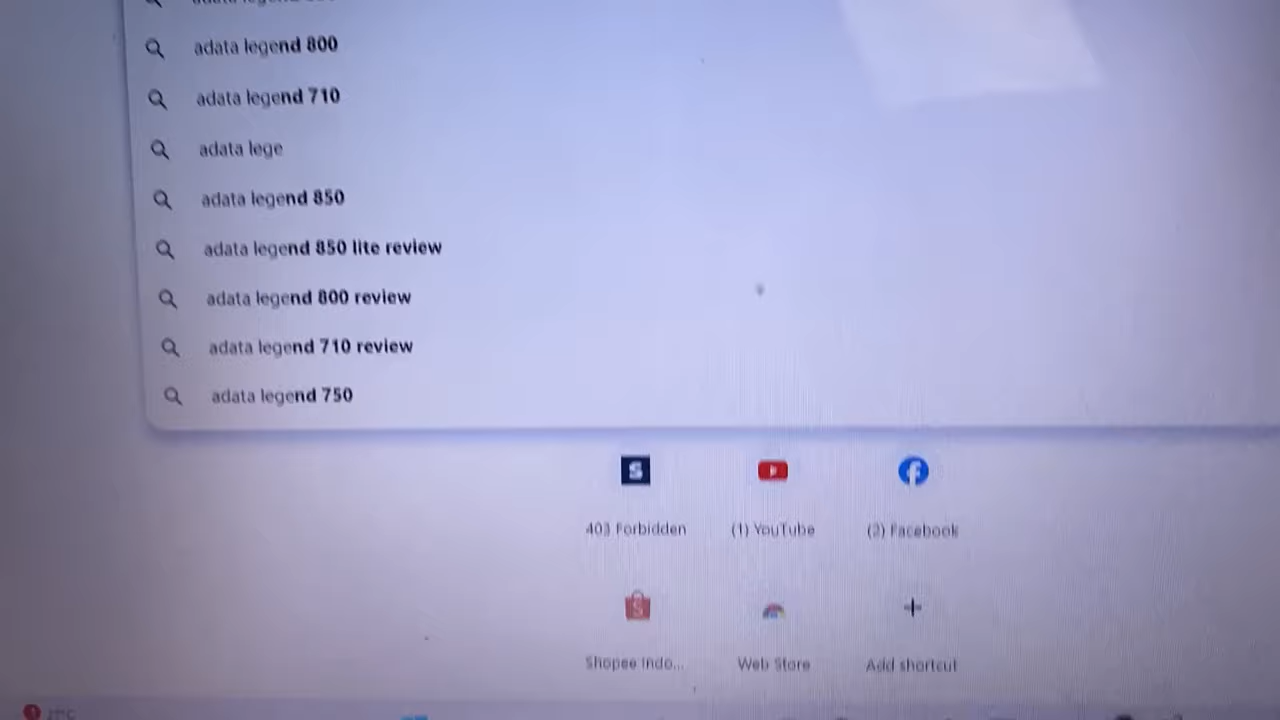 adata legend 800
adata legend 710
adata lege
adata legend 850
adata legend 850 lite review
adata legend 800 review
adata legend 710 review
adata legend 750
403 Forbidden
(1) YouTube
(2) Facebook
Shopee Indo...
Web Store
Add shortcut